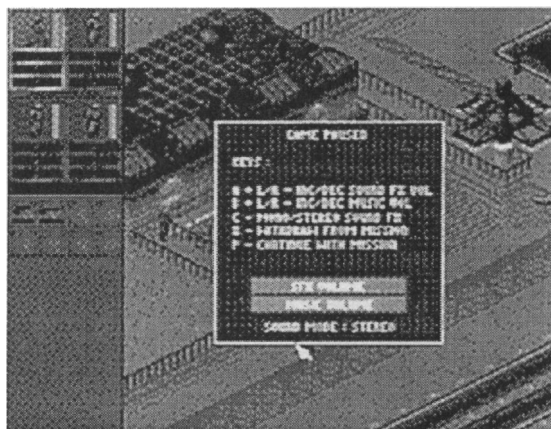 GAME PAUSED
KEYS :
+ L/R - INC/DEC SOUND FX VOL
+ L/R - INC/DEC MUSIC VOL
C - MONO/STEREO SOUND FX
- WITHDRAW FROM MISSION
P - CONTINUE WITH MISSION
SFX VOLUME
MUSIC VOLUME
SOUND MODE : STEREO